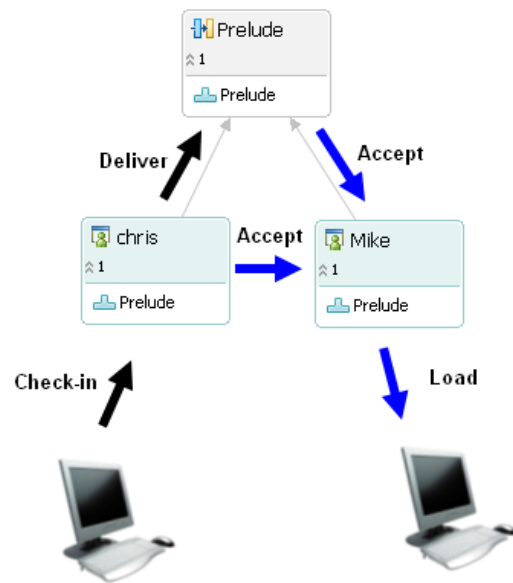 Prelude
1
Prelude
Deliver
Accept
chris
1
Prelude
Accept
Mike
1
Prelude
Check-in
Load